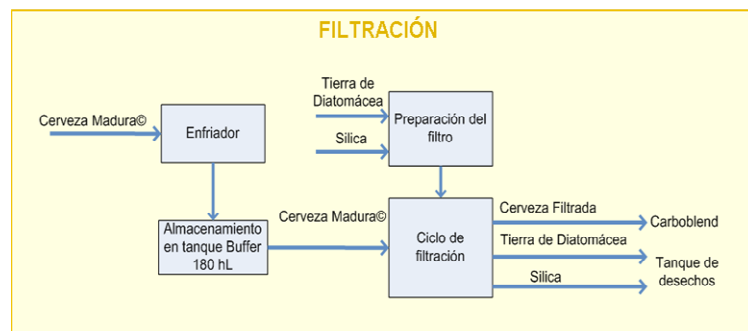 FILTRACIÓN
Tierra de
Diatomácea
Cerveza Madura©
Enfriador
Silica
Preparación del
filtro
Almacenamiento
en tanque Buffer
180 hL
Cerveza Madura©
Ciclo de
filtración
Cerveza Filtrada
Carboblend
Tierra de Diatomácea
Silica
Tanque de
desechos